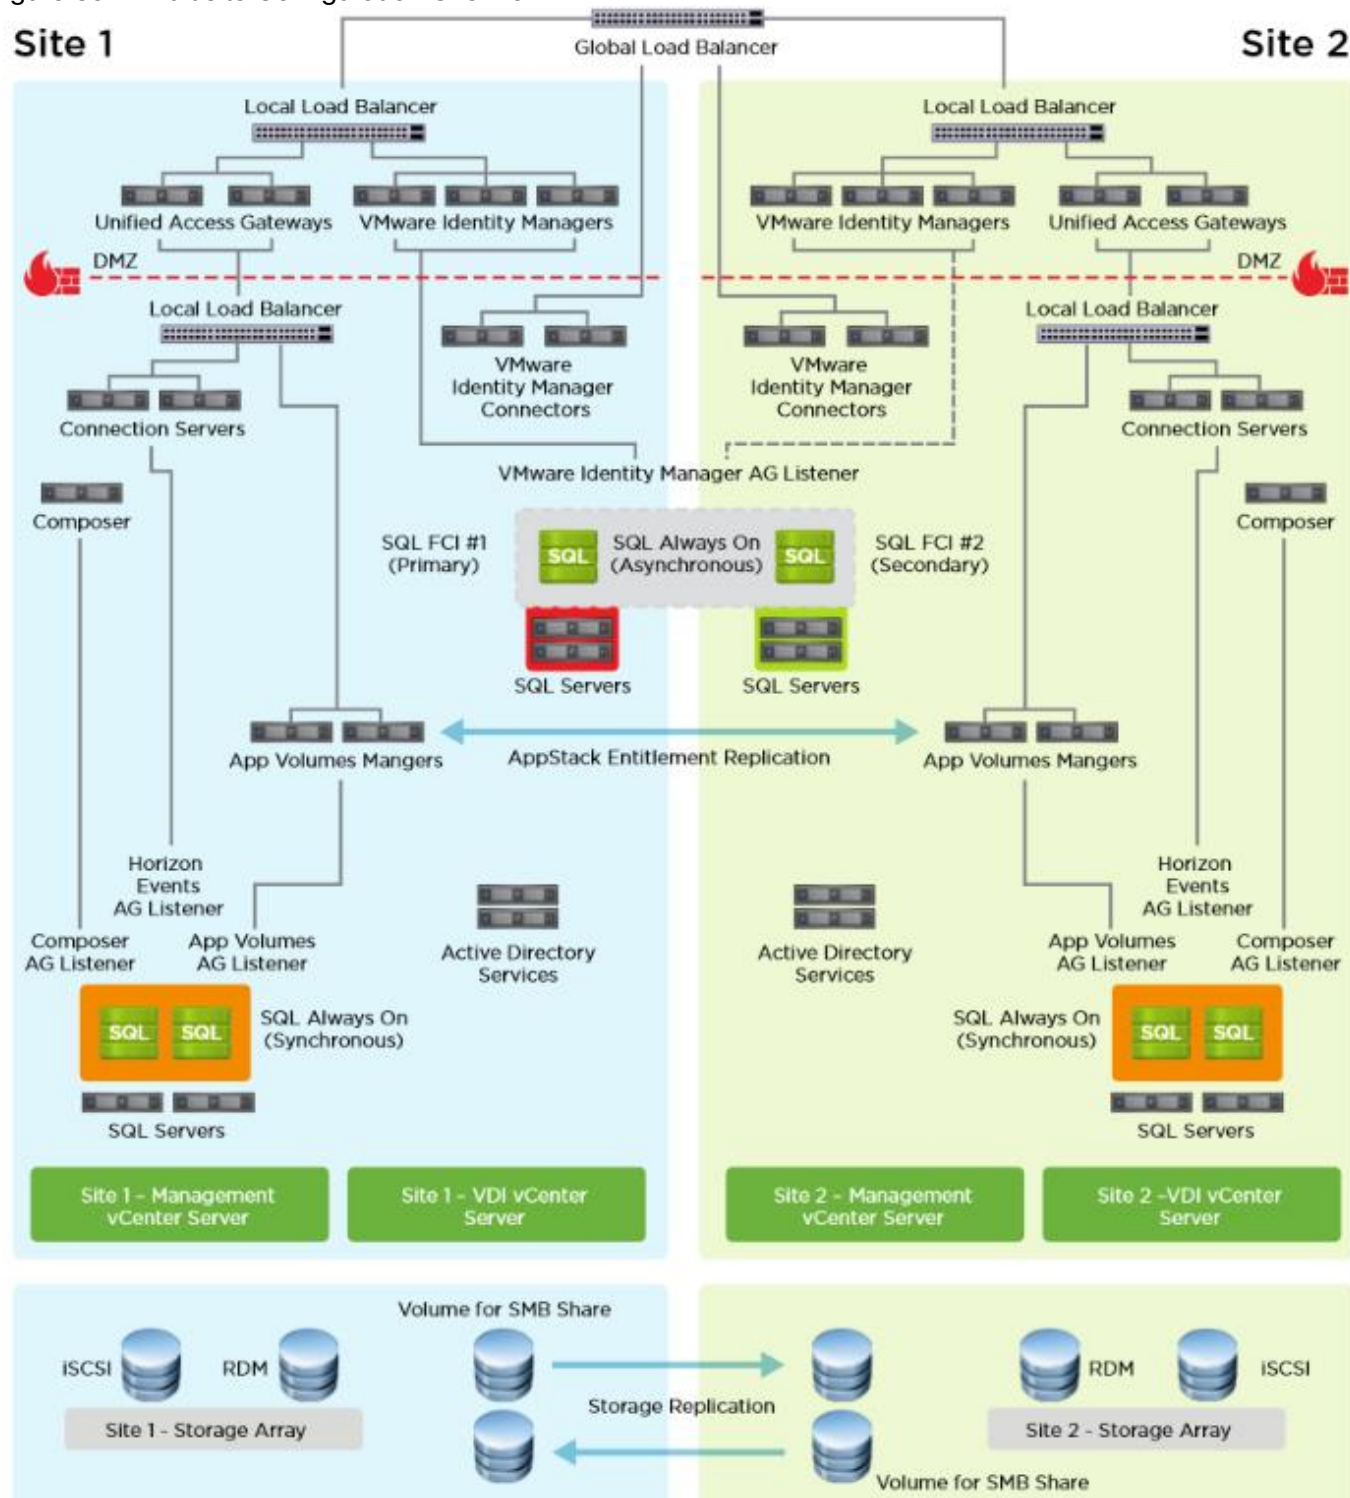 Site 1
Global Load Balancer
Site 2
Local Load Balancer
Local Load Balancer
Unified Access Gateways
VMware Identity Managers
VMware Identity Managers
Unified Access Gateways
DMZ
DMZ
Local Load Balancer
Local Load Balancer
VMware
Identity Manager
Connectors
VMware
Identity Manager
Connectors
Connection Servers
Connection Servers
VMware Identity Manager AG Listener
Composer
Composer
SQL FCI #1
(Primary)
SQL
SQL Always On
(Asynchronous)
SQL
SQL FCI #2
(Secondary)
SQL Servers
SQL Servers
App Volumes Mangers
AppStack Entitlement Replication
App Volumes Mangers
Horizon
Events
AG Listener
Horizon
Events
AG Listener
Composer
AG Listener
App Volumes
AG Listener
Active Directory
Services
Active Directory
Services
App Volumes
AG Listener
Composer
AG Listener
SQL
SQL
SQL Always On
(Synchronous)
SQL Always On
(Synchronous)
SQL
SQL
SQL Servers
SQL Servers
Site 1 - Management
vCenter Server
Site 1 - VDI vCenter
Server
Site 2 - Management
vCenter Server
Site 2 -VDI vCenter
Server
Volume for SMB Share
iSCSI
RDM
RDM
iSCSI
Storage Replication
Site 1 - Storage Array
Site 2 - Storage Array
Volume for SMB Share